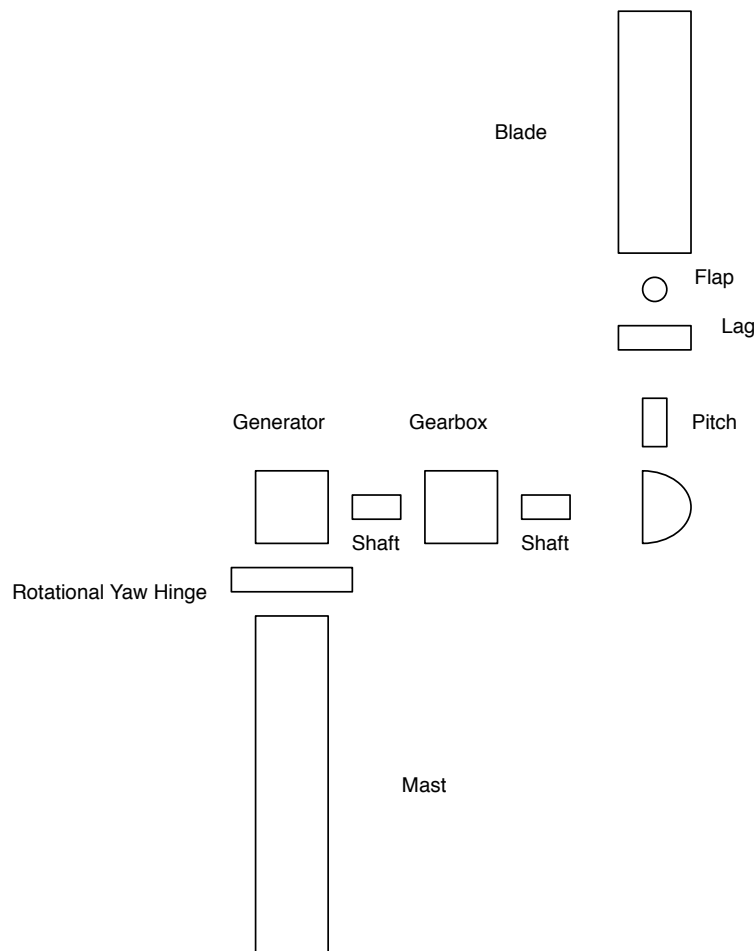 Blade
Flap
Lag
Generator
Gearbox
Pitch
Shaft
Shaft
Rotational Yaw Hinge
Mast